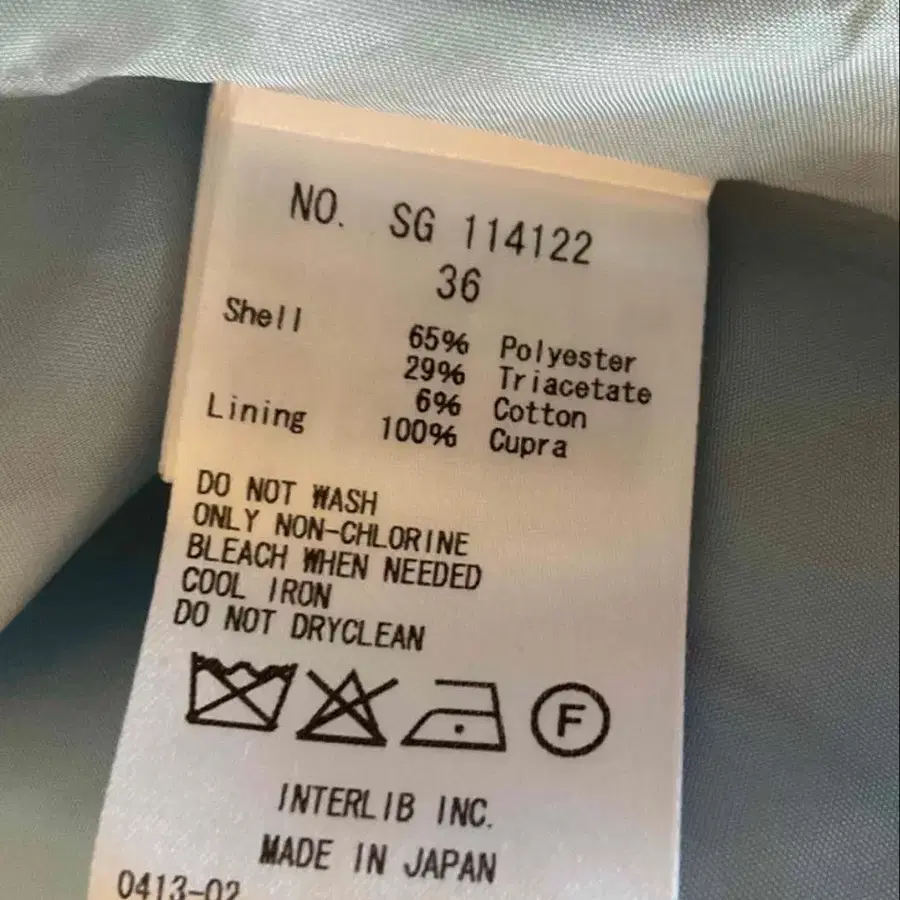 NO. SG 114122
36
Shell 65% Polyester
29% Triacetate
6% Cotton
Lining 100% Cupra
DO NOT WASH
ONLY NON-CHLORINE
BLEACH WHEN NEEDED
COOL IRON
DO NOT DRYCLEAN
F
INTERLIB INC.
MADE IN JAPAN
0413-02